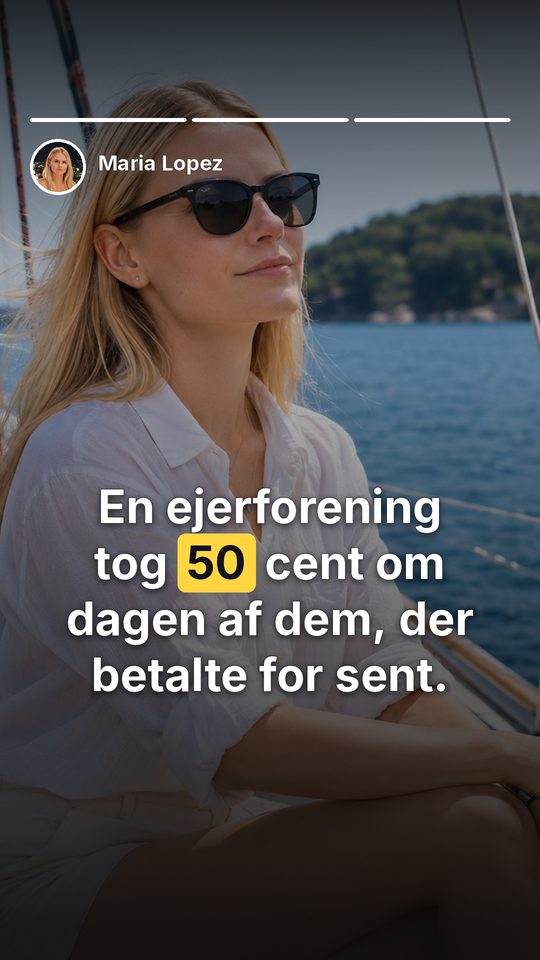 Maria Lopez
En ejerforening
tog 50 cent om
dagen af dem, der
betalte for sent.